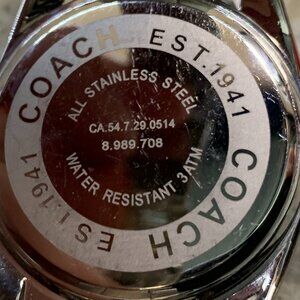 COACH EST.1941
COACH EST.1941
ALL STAINLESS STEEL
CA.54.7.29.0514
8.989.708
WATER RESISTANT 3ATM